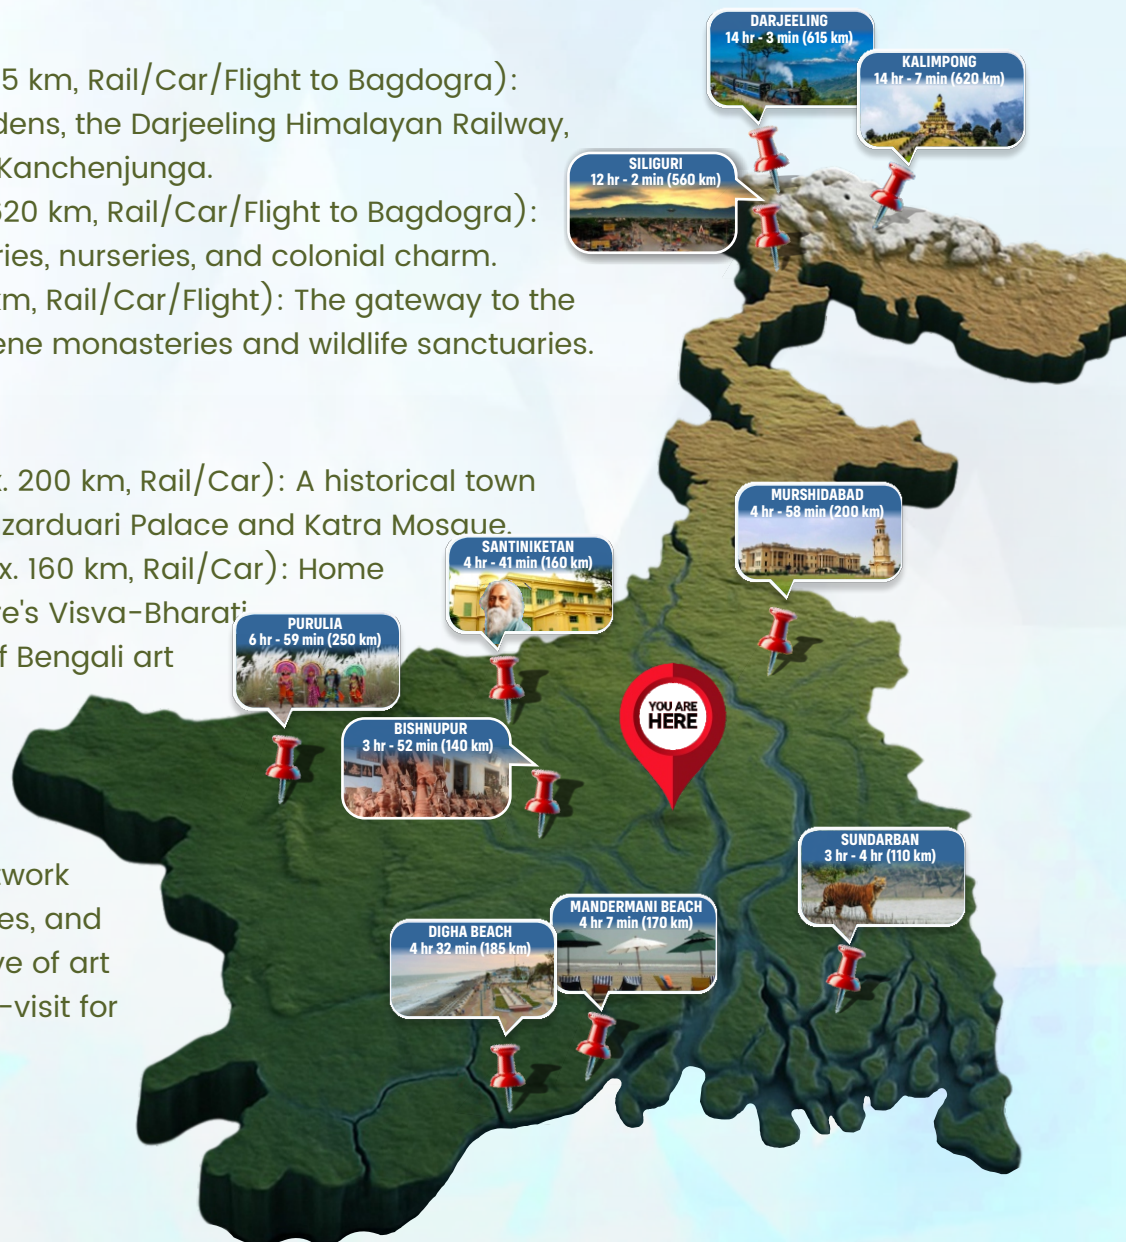 5 km, Rail/Car/Flight to Bagdogra):
dens, the Darjeeling Himalayan Railway,
Kanchenjunga.
620 km, Rail/Car/Flight to Bagdogra):
ries, nurseries, and colonial charm.
km, Rail/Car/Flight): The gateway to the
ene monasteries and wildlife sanctuaries.
x. 200 km, Rail/Car): A historical town
zarduari Palace and Katra Mosque.
x. 160 km, Rail/Car): Home
re's Visva-Bharati
f Bengali art
twork
es, and
ve of art
-visit for
DARJEELING
14 hr - 3 min (615 km)
KALIMPONG
14 hr - 7 min (620 km)
SILIGURI
12 hr - 2 min (560 km)
MURSHIDABAD
4 hr - 58 min (200 km)
SANTINIKETAN
4 hr - 41 min (160 km)
PURULIA
6 hr - 59 min (250 km)
YOU ARE
HERE
BISHNUPUR
3 hr - 52 min (140 km)
SUNDARBAN
3 hr - 4 hr (110 km)
MANDERMANI BEACH
4 hr 7 min (170 km)
DIGHA BEACH
4 hr 32 min (185 km)